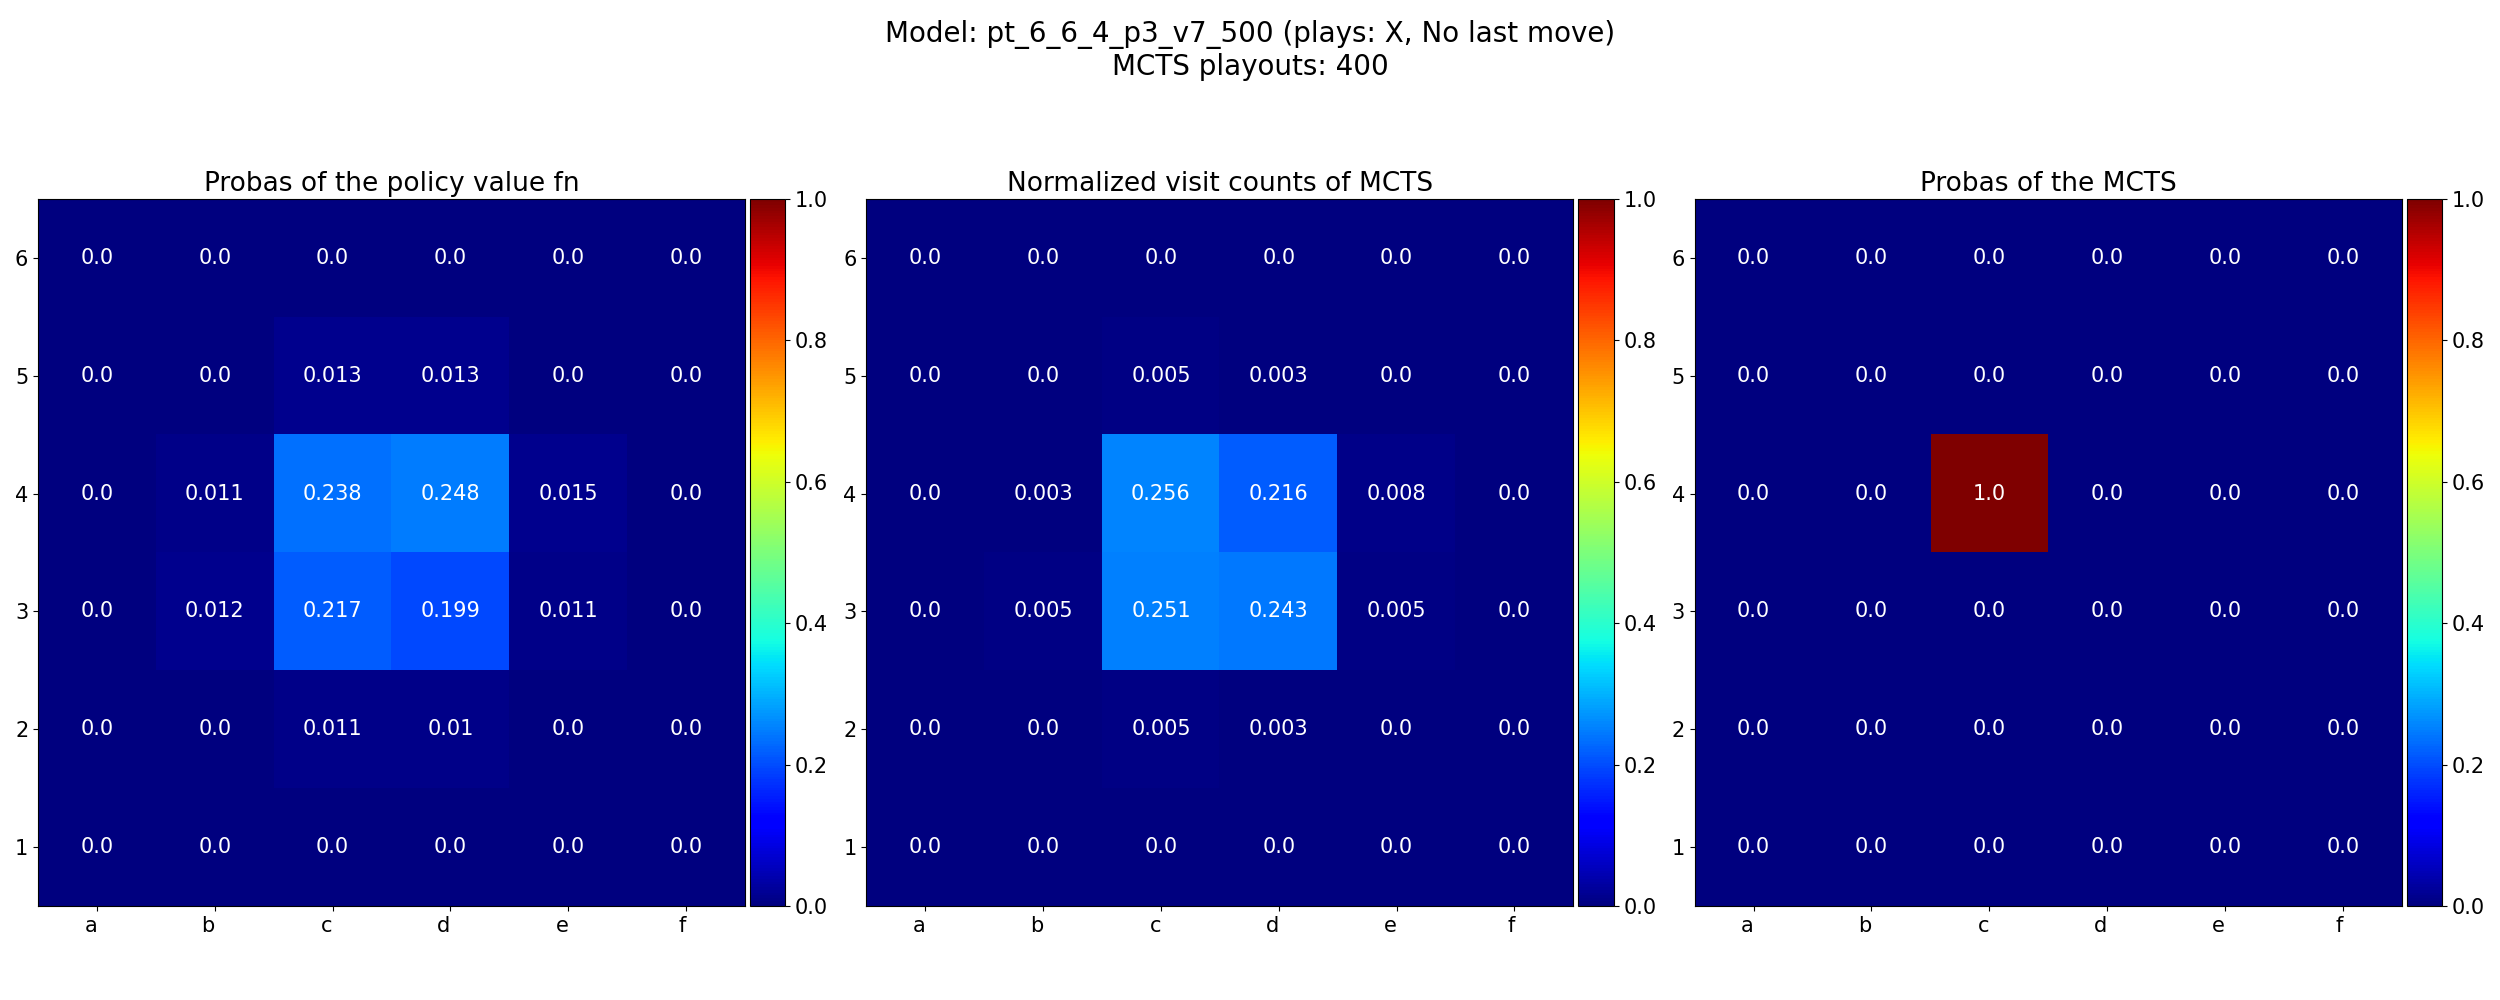 Model: pt_6_6_4_p3_v7_500 (plays: X, No last move)
MCTS playouts: 400
Probas of the policy value fn
1.0
6 0.0 0.0 0.0 0.0 0.0 0.0
5 0.0 0.0 0.013 0.013 0.0 0.0
0.8
4 0.0 0.011 0.238 0.248 0.015 0.0
0.6
3 0.0 0.012 0.217 0.199 0.011 0.0
0.4
2 0.0 0.0 0.011 0.01 0.0 0.0
0.2
1 0.0 0.0 0.0 0.0 0.0 0.0
0.0
a b c d e f
Normalized visit counts of MCTS
1.0
6 0.0 0.0 0.0 0.0 0.0 0.0
5 0.0 0.0 0.005 0.003 0.0 0.0
0.8
4 0.0 0.003 0.256 0.216 0.008 0.0
0.6
3 0.0 0.005 0.251 0.243 0.005 0.0
0.4
2 0.0 0.0 0.005 0.003 0.0 0.0
0.2
1 0.0 0.0 0.0 0.0 0.0 0.0
0.0
a b c d e f
Probas of the MCTS
1.0
6 0.0 0.0 0.0 0.0 0.0 0.0
5 0.0 0.0 0.0 0.0 0.0 0.0
0.8
4 0.0 0.0 1.0 0.0 0.0 0.0
0.6
3 0.0 0.0 0.0 0.0 0.0 0.0
0.4
2 0.0 0.0 0.0 0.0 0.0 0.0
0.2
1 0.0 0.0 0.0 0.0 0.0 0.0
0.0
a b c d e f